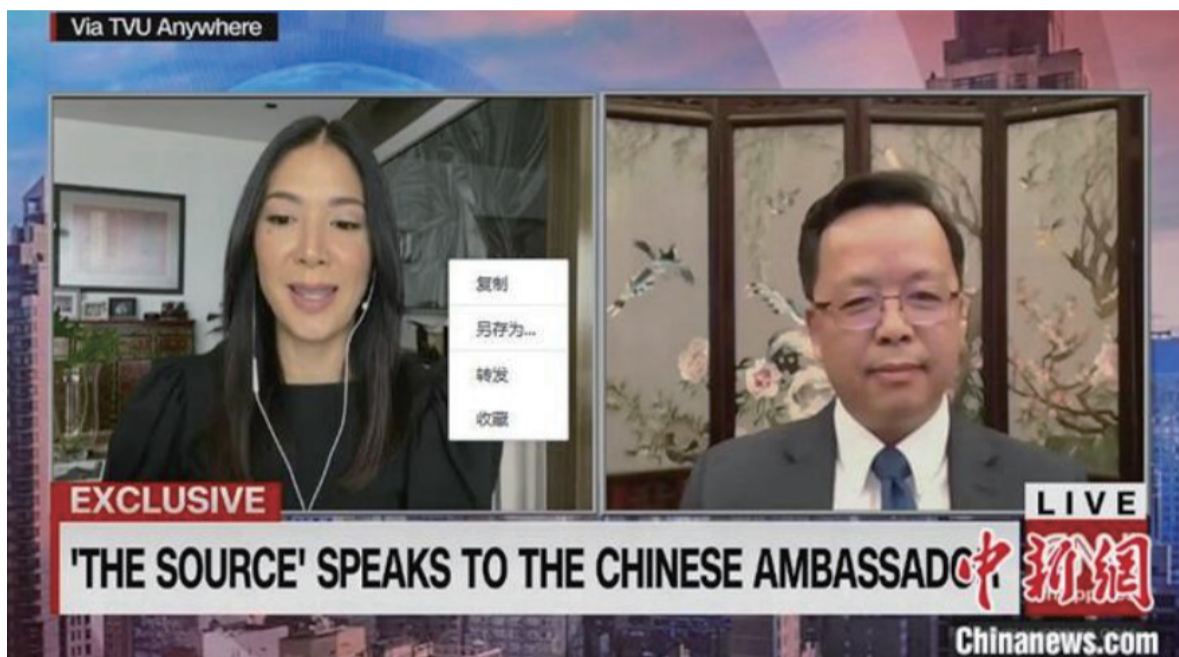 Via TVU Anywhere
复制
另存为...
转发
收藏
EXCLUSIVE
LIVE
'THE SOURCE' SPEAKS TO THE CHINESE AMBASSADOR
中新網
Chinanews.com